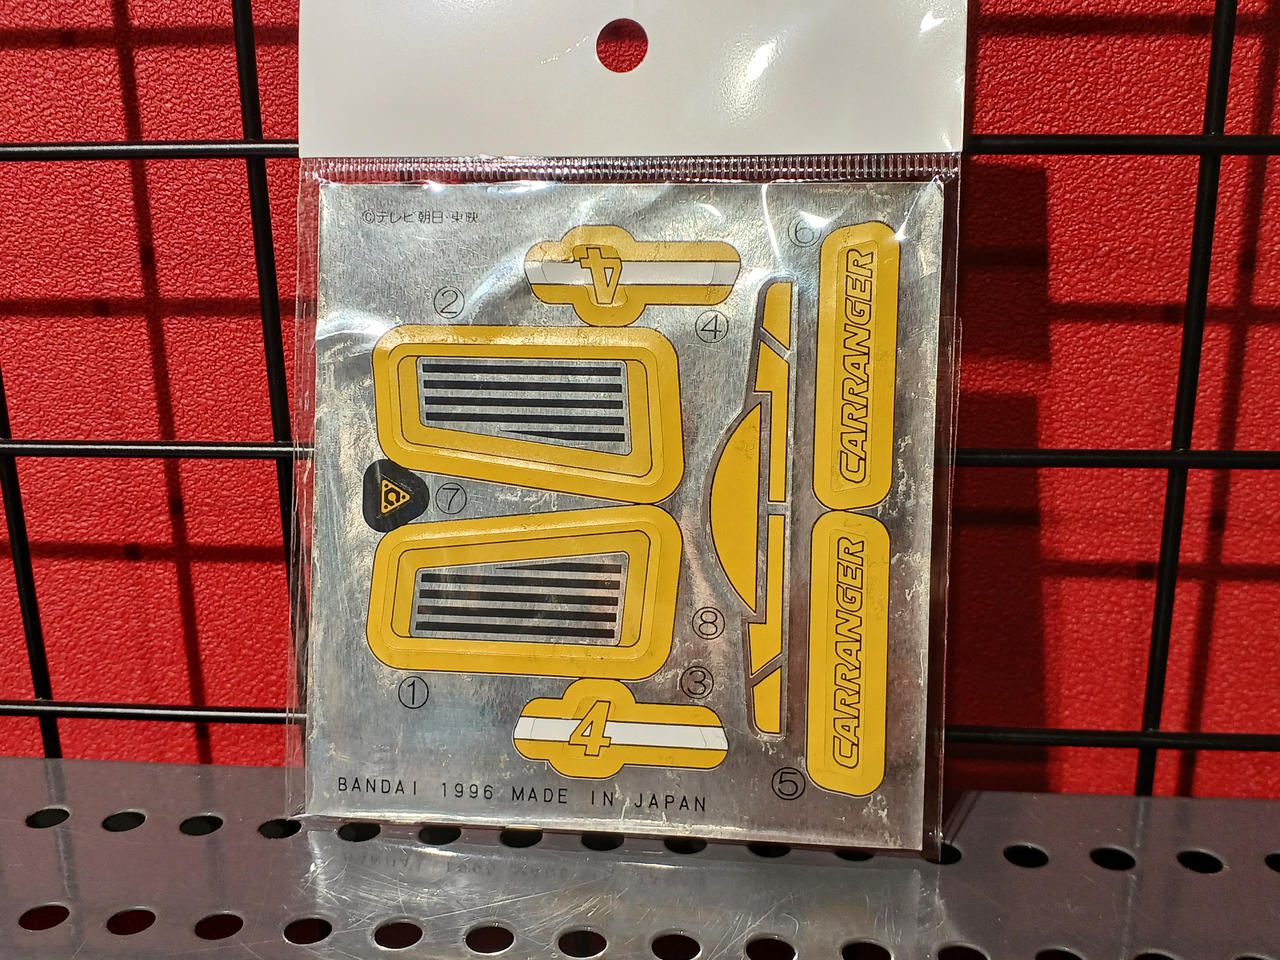 ©テレビ朝日・東映
②
4
④
⑥
CARRANGER
⑦
⑧
③
①
4
CARRANGER
⑤
BANDAI 1996 MADE IN JAPAN